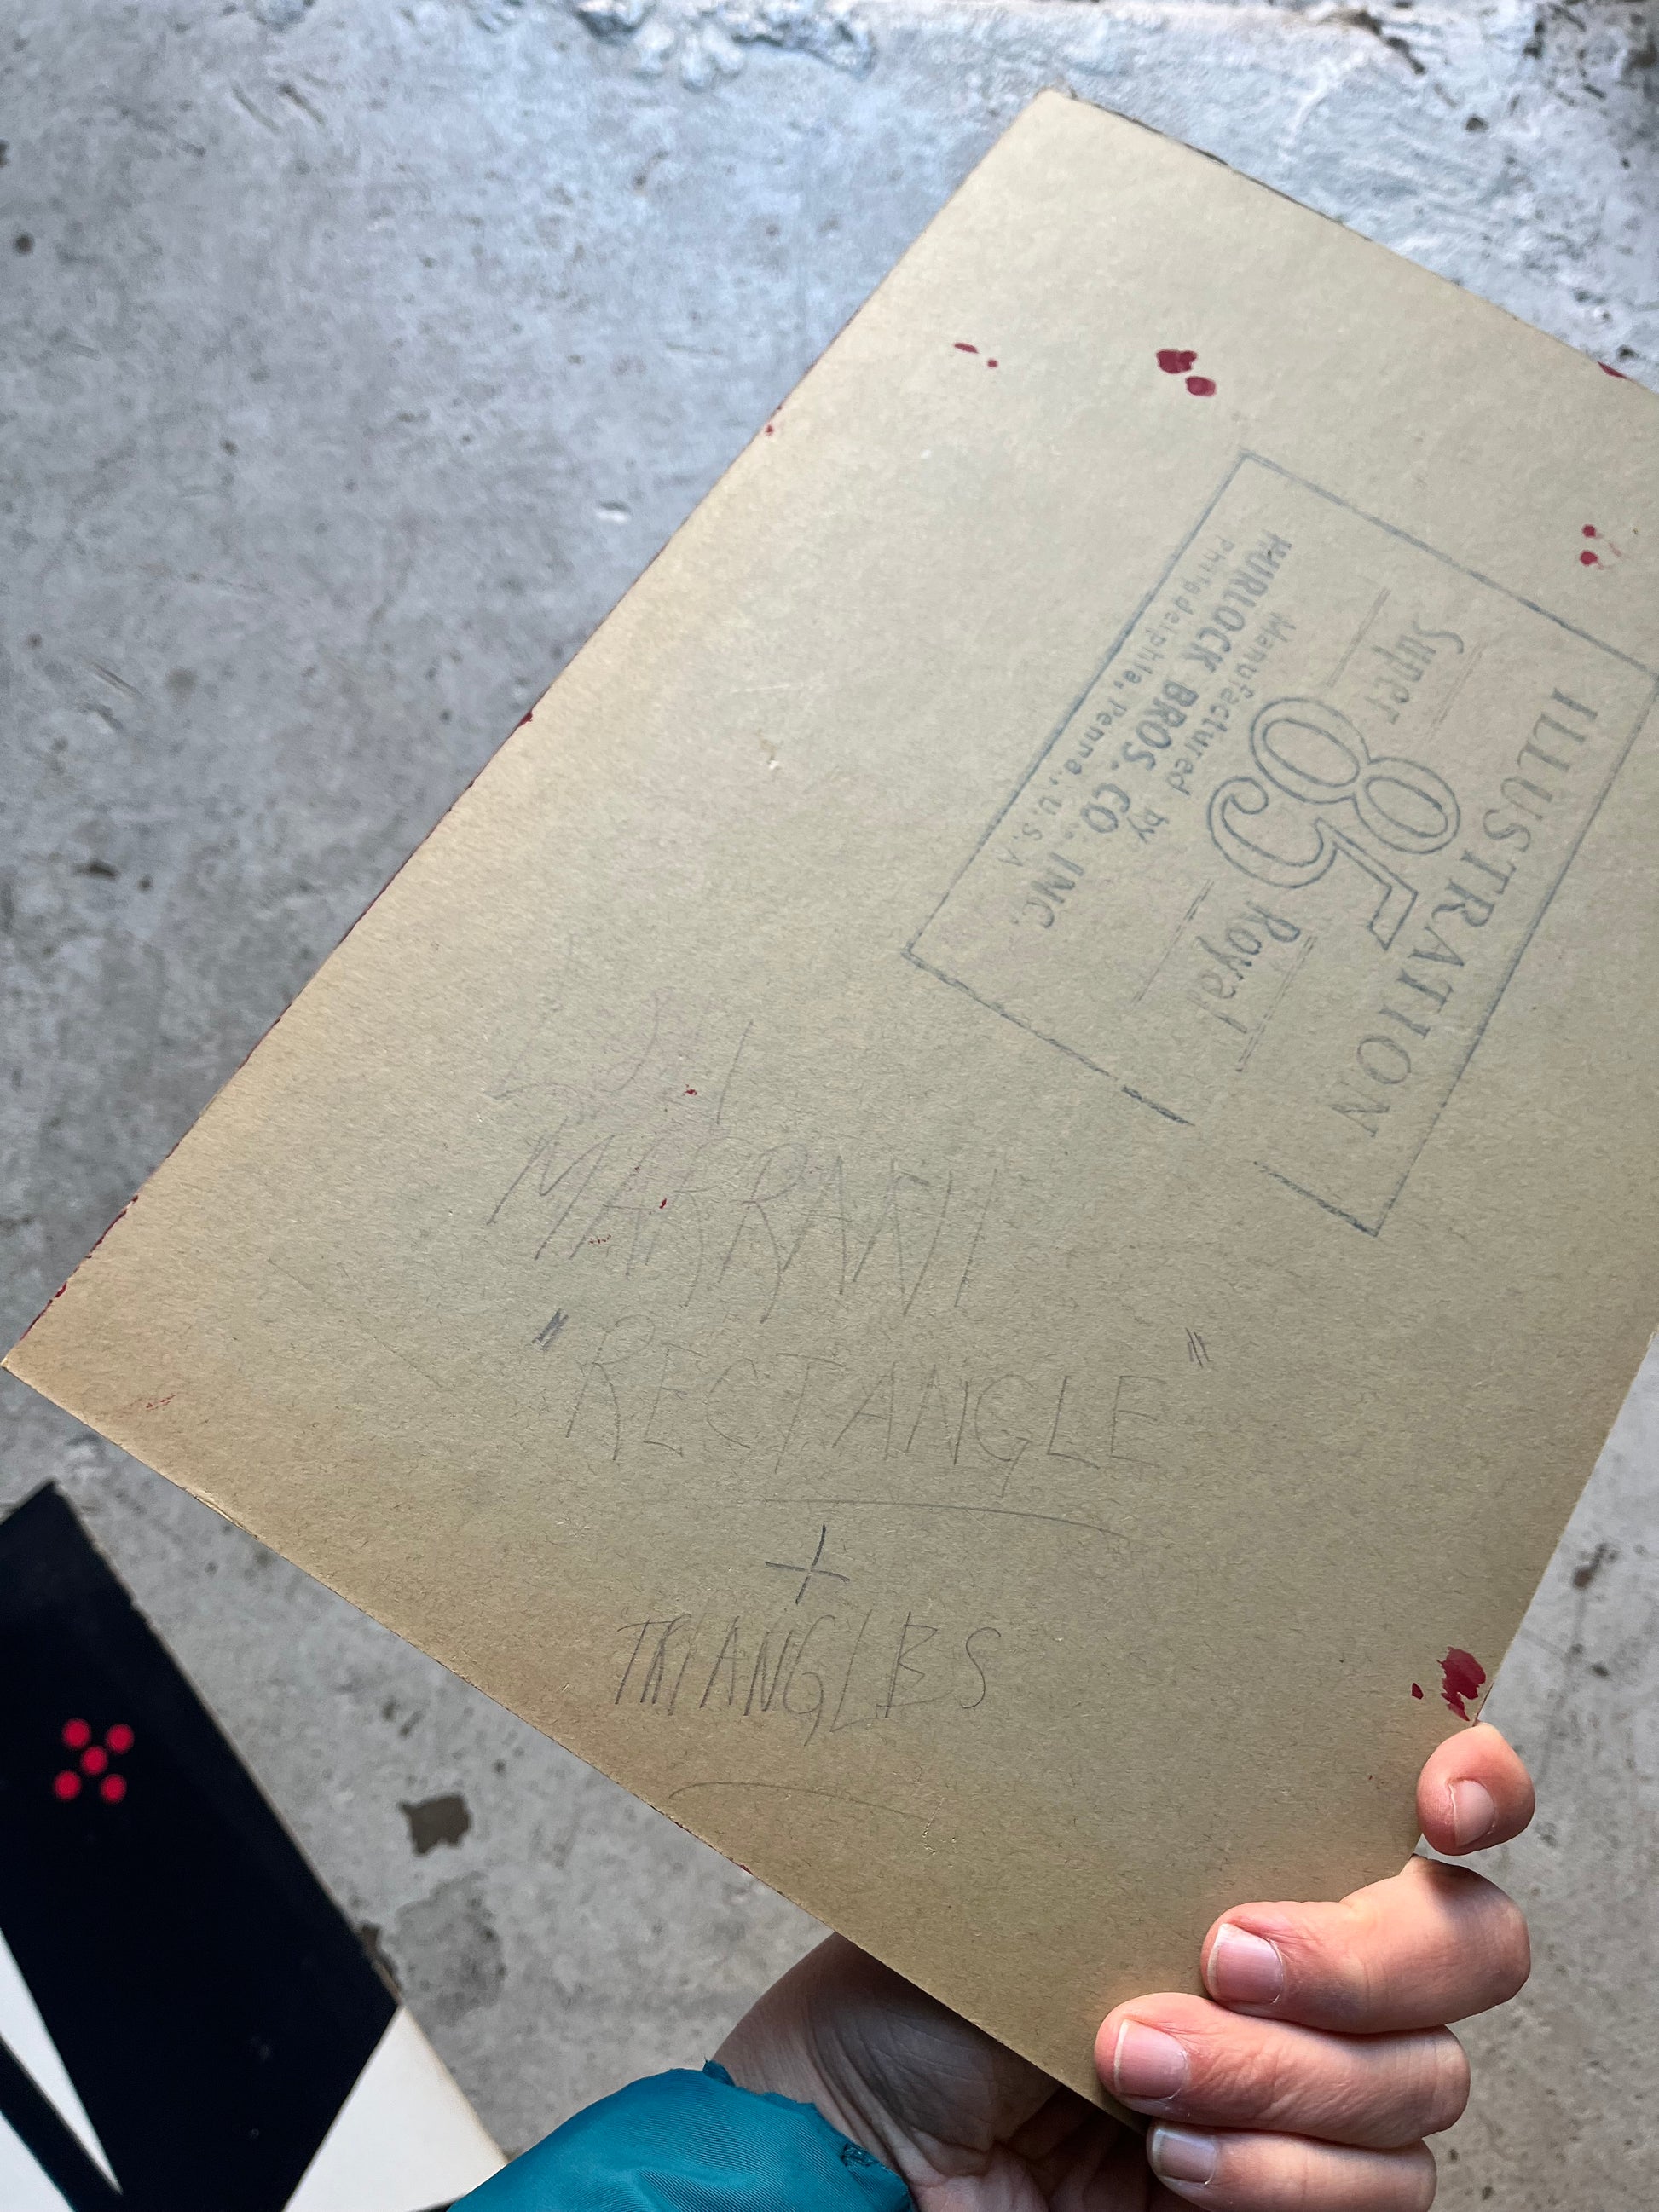 ILLUSTRATION
Super 85 Royal
Manufactured by
HURLOCK BROS. CO. INC.
Philadelphia, Penna., U.S.A
MARRANI
"RECTANGLE"
+
TRIANGLES